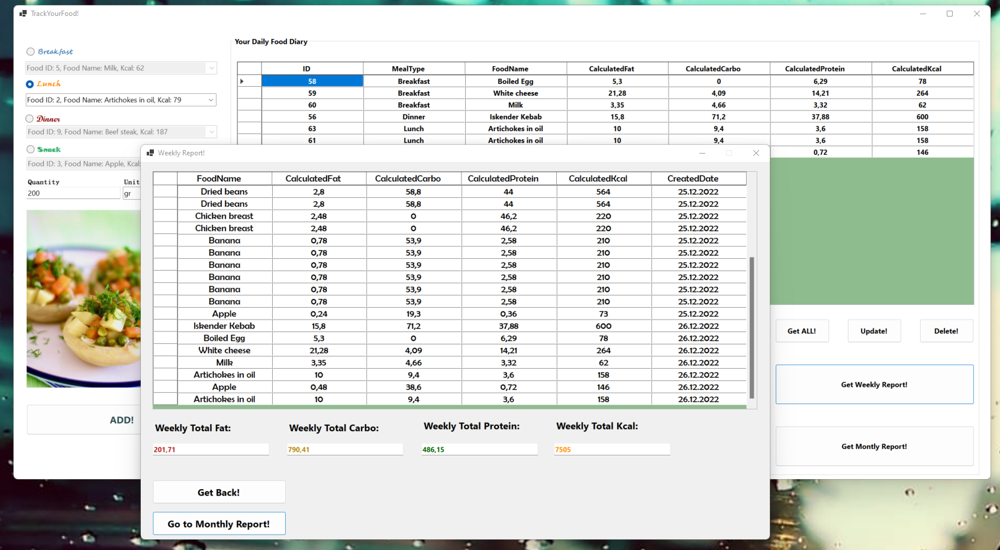 TrackYourFood!
Breakfast
Food ID: 5, Food Name: Milk, Kcal: 62
Lunch
Food ID: 2, Food Name: Artichokes in oil, Kcal: 79
Dinner
Food ID: 9, Food Name: Beef steak, Kcal: 187
Snack
Food ID: 3, Food Name: Apple, Kcal:
Quantity Unit
200 gr
ADD!
Your Daily Food Diary
ID MealType FoodName CalculatedFat CalculatedCarbo CalculatedProtein CalculatedKcal
58 Breakfast Boiled Egg 5,3 0 6,29 78
59 Breakfast White cheese 21,28 4,09 14,21 264
60 Breakfast Milk 3,35 4,66 3,32 62
56 Dinner Iskender Kebab 15,8 71,2 37,88 600
63 Lunch Artichokes in oil 10 9,4 3,6 158
61 Lunch Artichokes in oil 10 9,4 3,6 158
0,72 146
Get ALL! Update! Delete!
Get Weekly Report!
Get Montly Report!
Weekly Report!
FoodName CalculatedFat CalculatedCarbo CalculatedProtein CalculatedKcal CreatedDate
Dried beans 2,8 58,8 44 564 25.12.2022
Dried beans 2,8 58,8 44 564 25.12.2022
Chicken breast 2,48 0 46,2 220 25.12.2022
Chicken breast 2,48 0 46,2 220 25.12.2022
Banana 0,78 53,9 2,58 210 25.12.2022
Banana 0,78 53,9 2,58 210 25.12.2022
Banana 0,78 53,9 2,58 210 25.12.2022
Banana 0,78 53,9 2,58 210 25.12.2022
Banana 0,78 53,9 2,58 210 25.12.2022
Banana 0,78 53,9 2,58 210 25.12.2022
Apple 0,24 19,3 0,36 73 25.12.2022
Iskender Kebab 15,8 71,2 37,88 600 26.12.2022
Boiled Egg 5,3 0 6,29 78 26.12.2022
White cheese 21,28 4,09 14,21 264 26.12.2022
Milk 3,35 4,66 3,32 62 26.12.2022
Artichokes in oil 10 9,4 3,6 158 26.12.2022
Apple 0,48 38,6 0,72 146 26.12.2022
Artichokes in oil 10 9,4 3,6 158 26.12.2022
Weekly Total Fat: Weekly Total Carbo: Weekly Total Protein: Weekly Total Kcal:
201,71 790,41 486,15 7505
Get Back!
Go to Monthly Report!